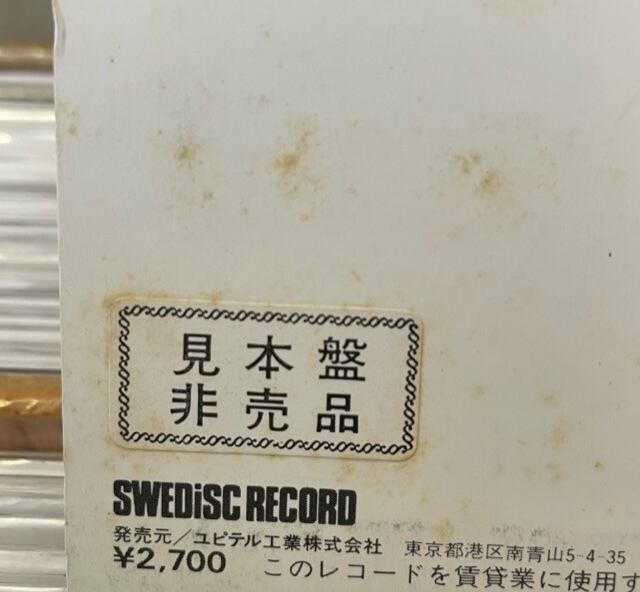 見本盤
非売品
SWEDiSC RECORD
発売元／ユピテル工業株式会社 東京都港区南青山5-4-35
¥2,700 このレコードを賃貸業に使用す